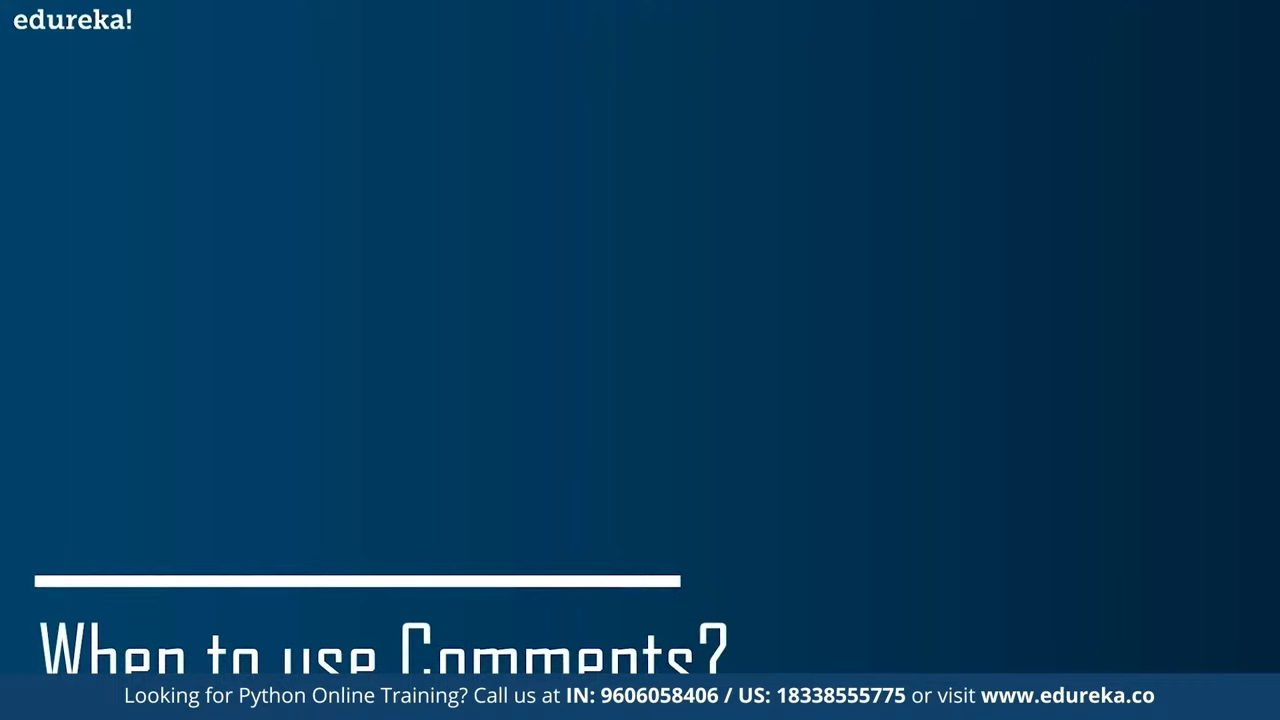 edureka!
When to use Comments?
Looking for Python Online Training? Call us at IN: 9606058406 / US: 18338555775 or visit www.edureka.co